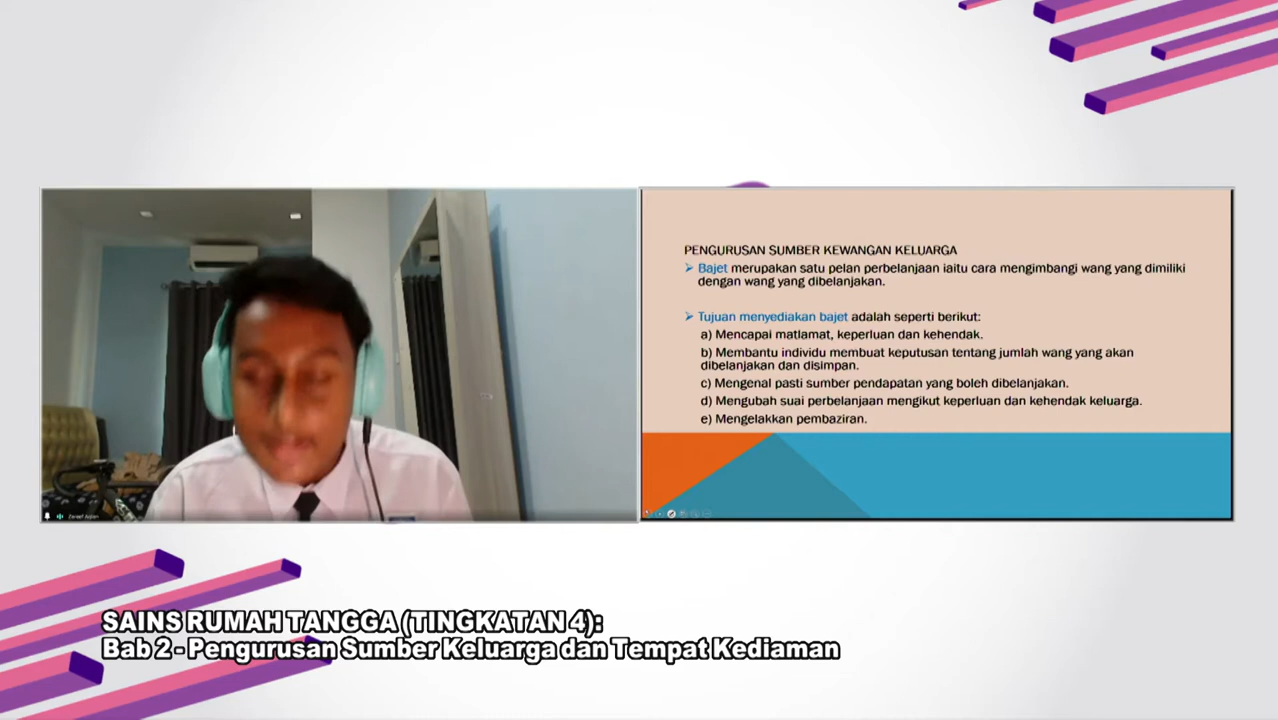 PENGURUSAN SUMBER KEWANGAN KELUARGA
➢ Bajet merupakan satu pelan perbelanjaan iaitu cara mengimbangi wang yang dimiliki
dengan wang yang dibelanjakan.
➢ Tujuan menyediakan bajet adalah seperti berikut:
a) Mencapai matlamat, keperluan dan kehendak.
b) Membantu individu membuat keputusan tentang jumlah wang yang akan
dibelanjakan dan disimpan.
c) Mengenal pasti sumber pendapatan yang boleh dibelanjakan.
d) Mengubah suai perbelanjaan mengikut keperluan dan kehendak keluarga.
e) Mengelakkan pembaziran.
SAINS RUMAH TANGGA (TINGKATAN 4):
Bab 2 - Pengurusan Sumber Keluarga dan Tempat Kediaman